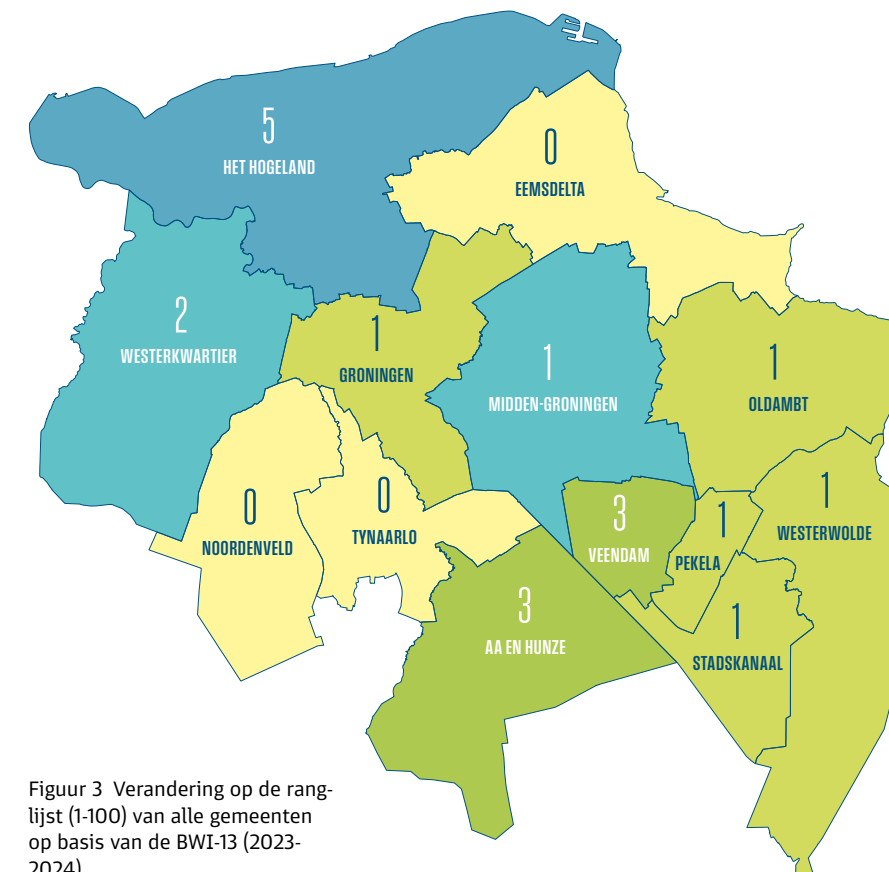 5
HET HOGELAND
0
EEMSDELTA
2
WESTERKWARTIER
1
GRONINGEN
1
MIDDEN-GRONINGEN
1
OLDAMBT
0
NOORDENVELD
0
TYNAARLO
3
VEENDAM
1
PEKELA
1
WESTERWOLDE
3
AA EN HUNZE
1
STADSKANAAL
Figuur 3 Verandering op de rang-
lijst (1-100) van alle gemeenten
op basis van de BWI-13 (2023-
2024)